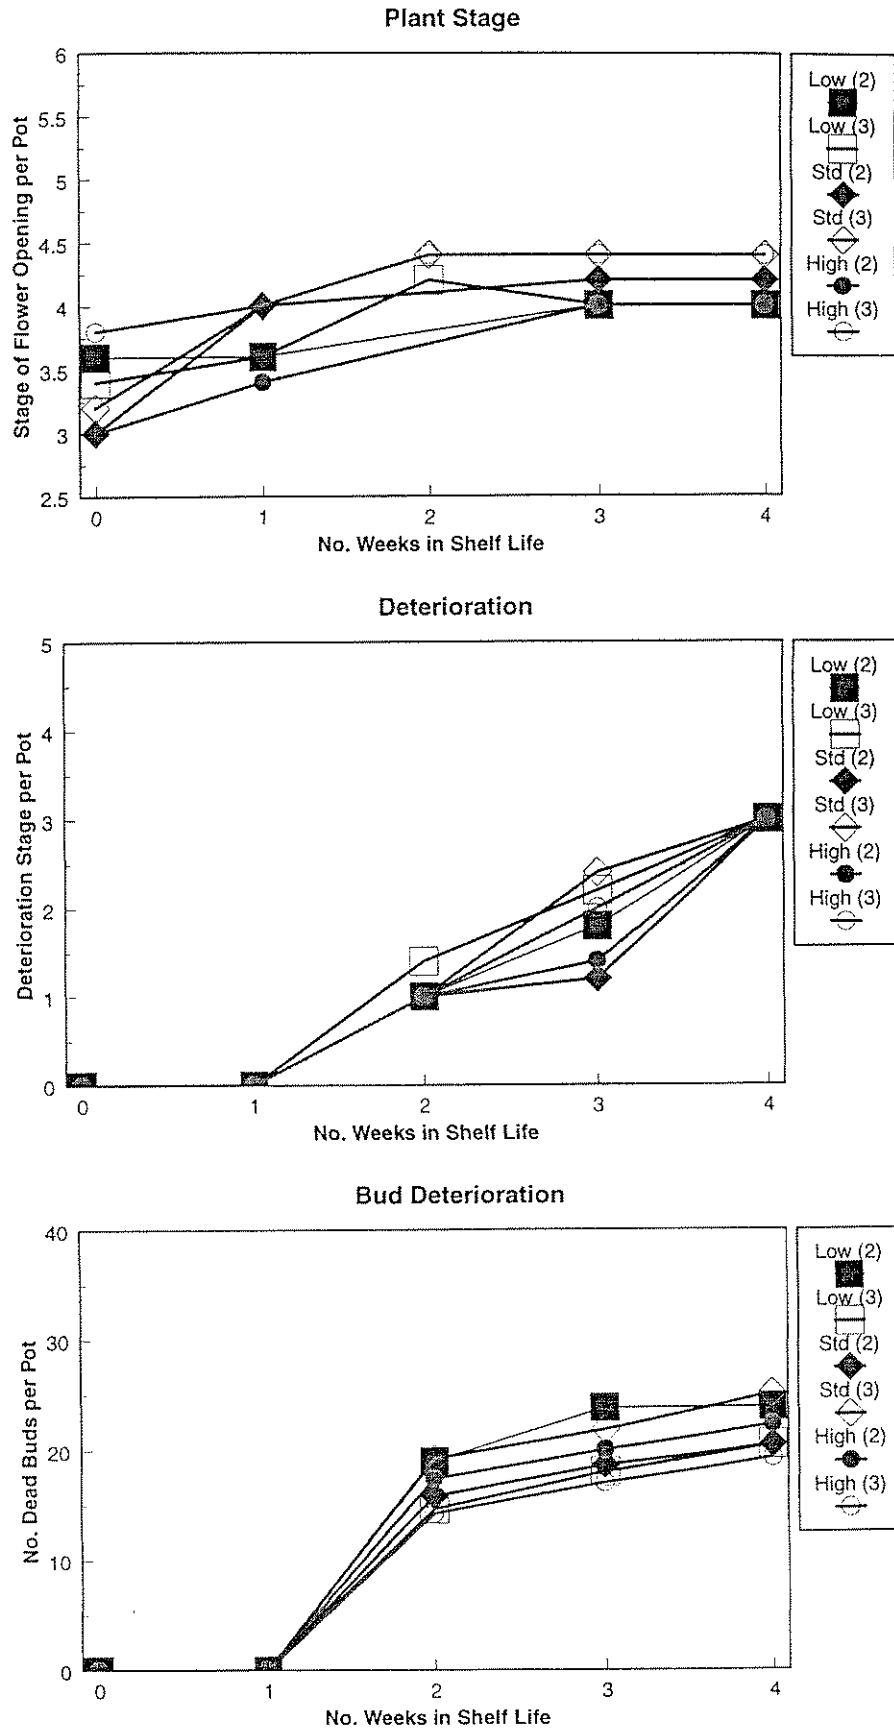 Plant Stage
6
5.5
5
4.5
4
3.5
3
2.5
Stage of Flower Opening per Pot
0 1 2 3 4
No. Weeks in Shelf Life
Low (2)
Low (3)
Std (2)
Std (3)
High (2)
High (3)
Deterioration
5
4
3
2
1
0
Deterioration Stage per Pot
0 1 2 3 4
No. Weeks in Shelf Life
Low (2)
Low (3)
Std (2)
Std (3)
High (2)
High (3)
Bud Deterioration
40
30
20
10
0
No. Dead Buds per Pot
0 1 2 3 4
No. Weeks in Shelf Life
Low (2)
Low (3)
Std (2)
Std (3)
High (2)
High (3)